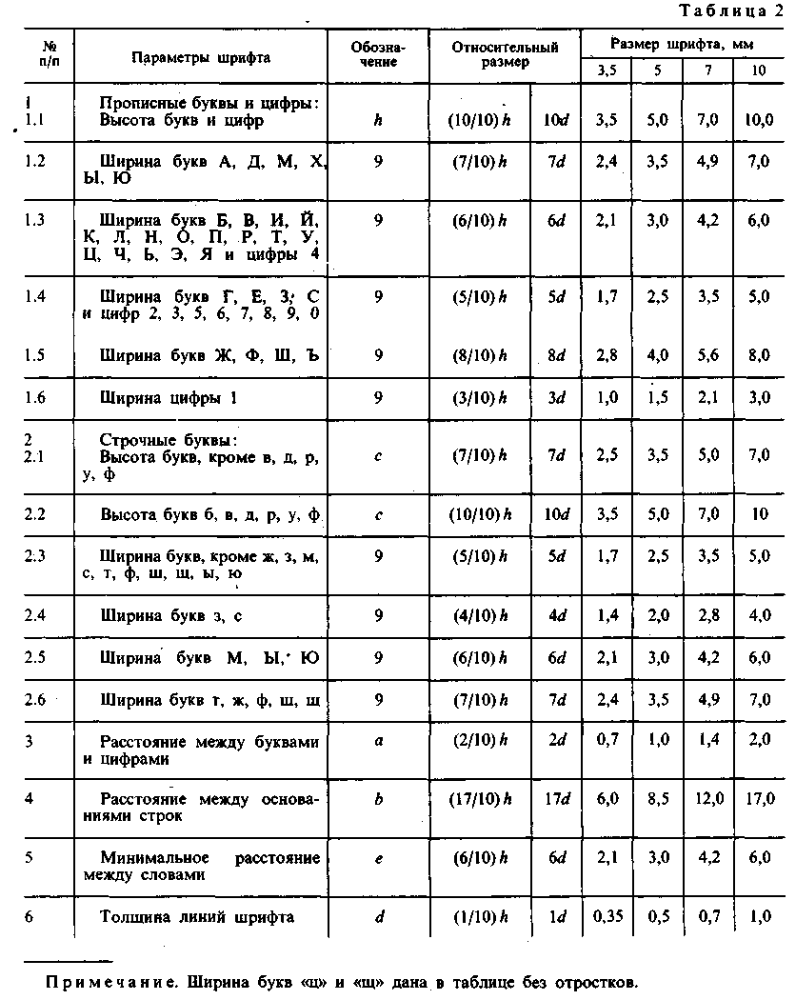 Таблица 2
№ п/п Параметры шрифта Обозна- чение Относительный размер Размер шрифта, мм
3,5 5 7 10
1 Прописные буквы и цифры:
1.1 Высота букв и цифр h (10/10) h 10d 3,5 5,0 7,0 10,0
1.2 Ширина букв А, Д, М, Х, 9 (7/10) h 7d 2,4 3,5 4,9 7,0
Ы, Ю
1.3 Ширина букв Б, В, И, Й, 9 (6/10) h 6d 2,1 3,0 4,2 6,0
К, Л, Н, О, П, Р, Т, У,
Ц, Ч, Ь, Э, Я и цифры 4
1.4 Ширина букв Г, Е, З, С 9 (5/10) h 5d 1,7 2,5 3,5 5,0
и цифр 2, 3, 5, 6, 7, 8, 9, 0
1.5 Ширина букв Ж, Ф, Ш, Ъ 9 (8/10) h 8d 2,8 4,0 5,6 8,0
1.6 Ширина цифры 1 9 (3/10) h 3d 1,0 1,5 2,1 3,0
2 Строчные буквы:
2.1 Высота букв, кроме в, д, р, c (7/10) h 7d 2,5 3,5 5,0 7,0
у, ф
2.2 Высота букв б, в, д, р, у, ф c (10/10) h 10d 3,5 5,0 7,0 10
2.3 Ширина букв, кроме ж, з, м, 9 (5/10) h 5d 1,7 2,5 3,5 5,0
с, т, ф, ш, щ, ы, ю
2.4 Ширина букв з, с 9 (4/10) h 4d 1,4 2,0 2,8 4,0
2.5 Ширина букв М, Ы, Ю 9 (6/10) h 6d 2,1 3,0 4,2 6,0
2.6 Ширина букв т, ж, ф, ш, щ 9 (7/10) h 7d 2,4 3,5 4,9 7,0
3 Расстояние между буквами a (2/10) h 2d 0,7 1,0 1,4 2,0
и цифрами
4 Расстояние между основа- b (17/10) h 17d 6,0 8,5 12,0 17,0
ниями строк
5 Минимальное расстояние e (6/10) h 6d 2,1 3,0 4,2 6,0
между словами
6 Толщина линий шрифта d (1/10) h 1d 0,35 0,5 0,7 1,0
Примечание. Ширина букв «ц» и «щ» дана в таблице без отростков.